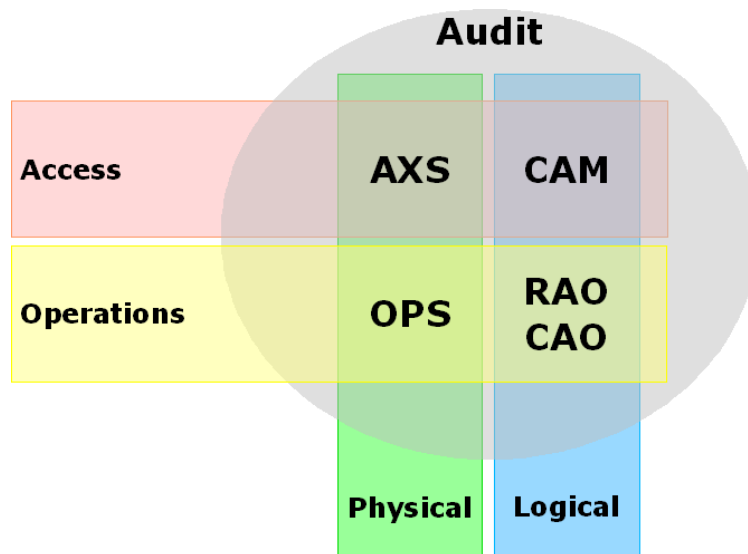 Audit
Access
AXS
CAM
Operations
OPS
RAO
CAO
Physical
Logical